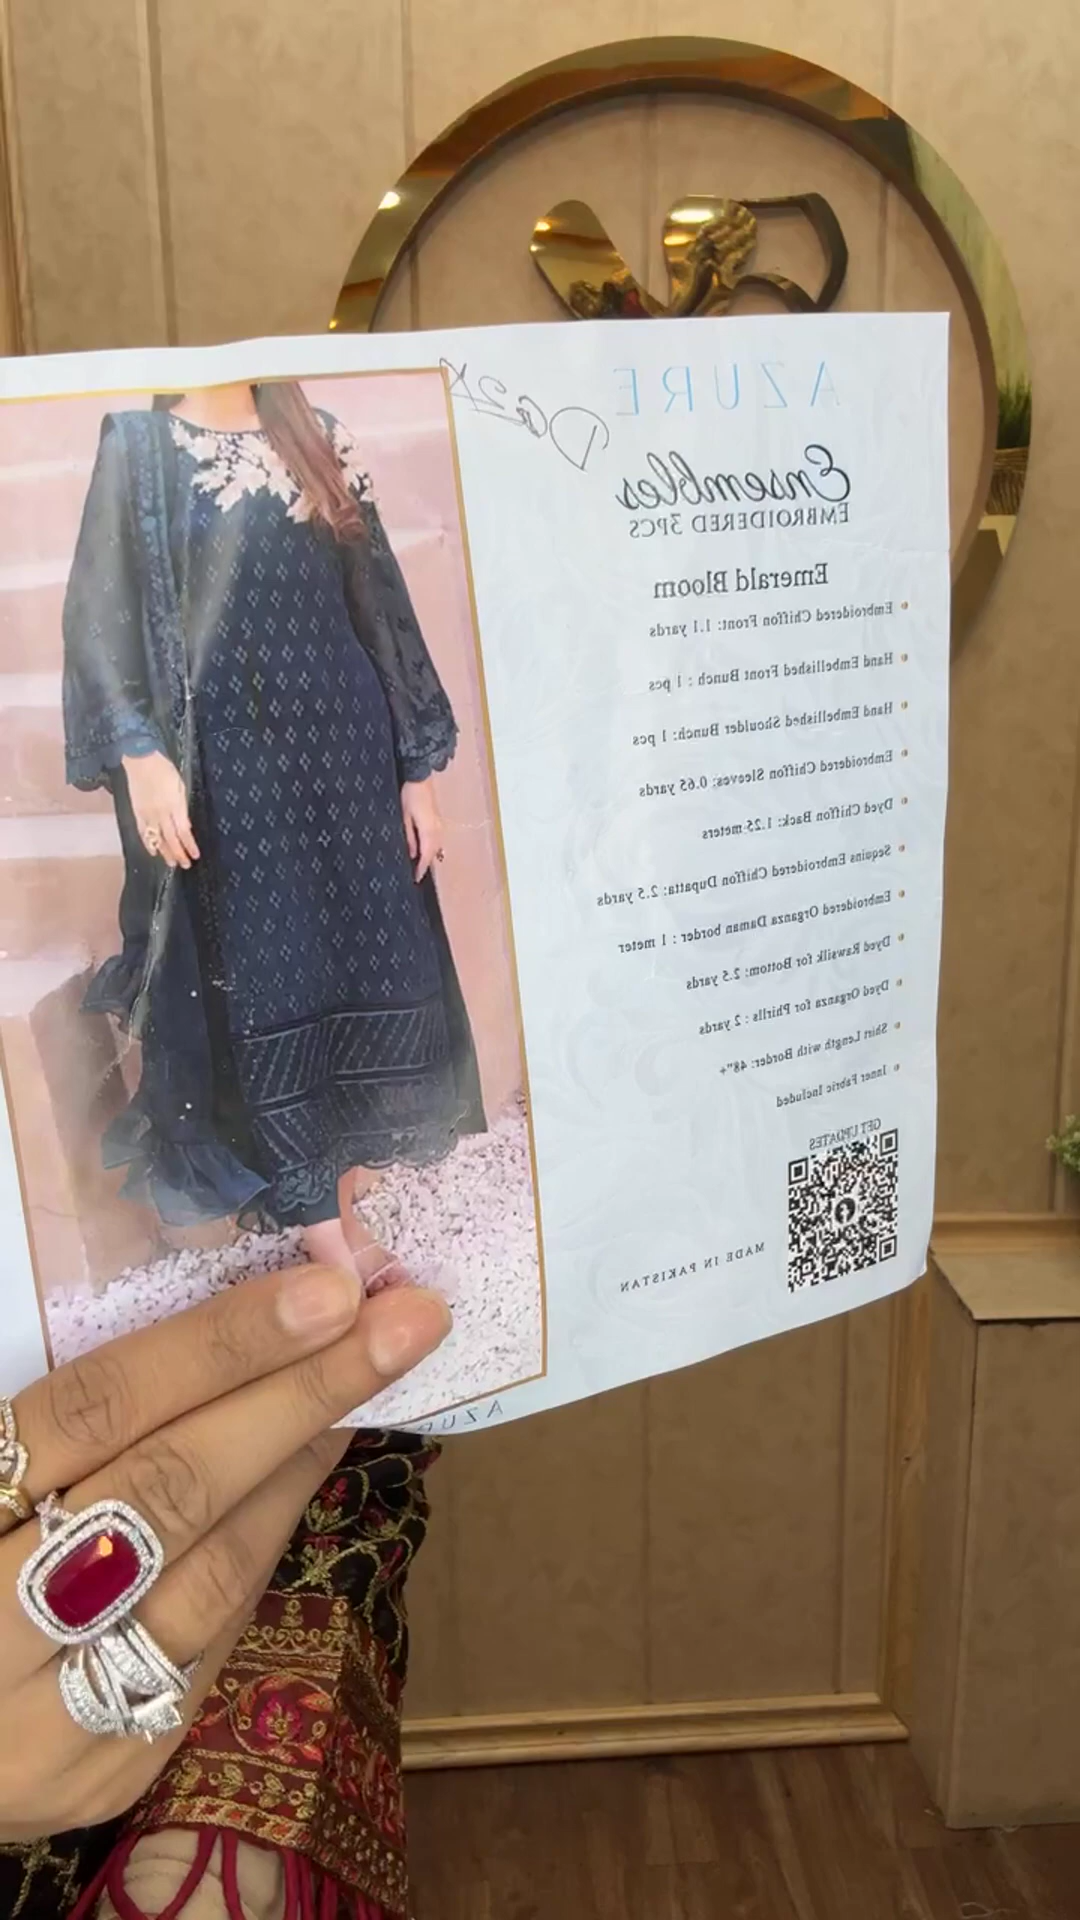 AZURE
Ensembles
EMBROIDERED 3PCS
Emerald Bloom
Embroidered Chiffon Front: 1.1 yards
Hand Embellished Front Bunch : 1 pcs
Hand Embellished Shoulder Bunch: 1 pcs
Embroidered Chiffon Sleeves: 0.65 yards
Dyed Chiffon Back: 1.25 meters
Sequins Embroidered Chiffon Dupatta: 2.5 yards
Embroidered Organza Daman border : 1 meter
Dyed Rawsilk for Bottom: 2.5 yards
Dyed Organza for Phirlls : 2 yards
Shirt Length with Border: 48"+
Inner Fabric Included
GET UPDATES
MADE IN PAKISTAN
AZURE